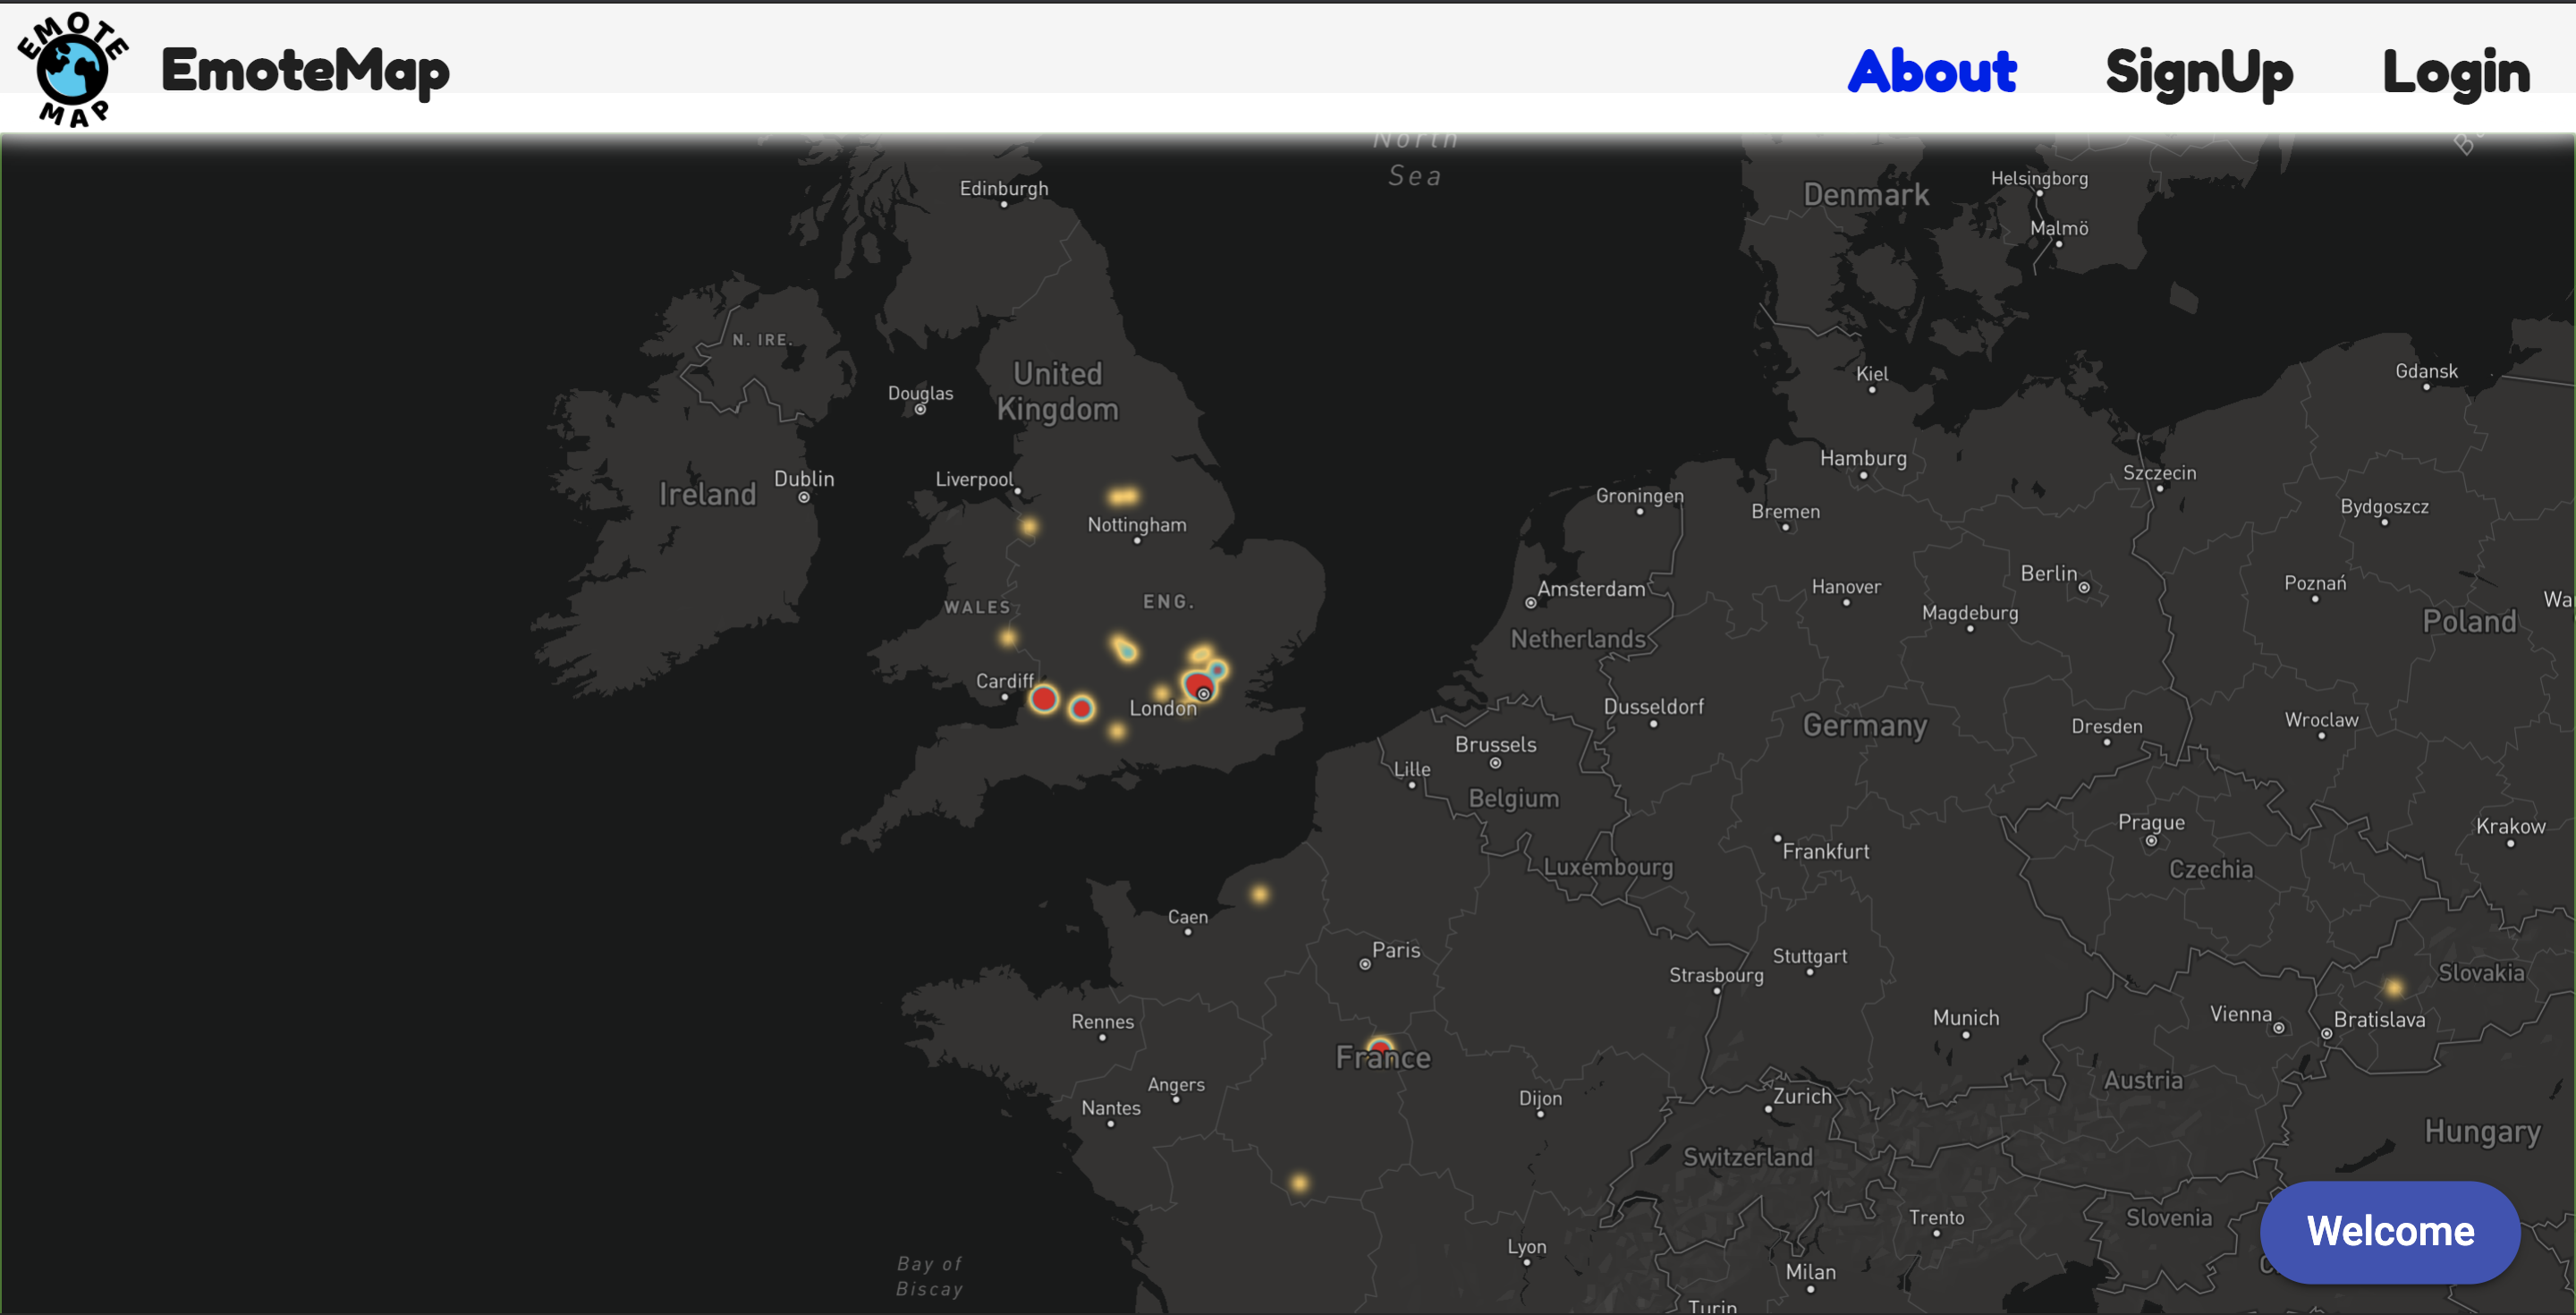 EMOTE
MAP
EmoteMap
About
SignUp
Login
North
Sea
Edinburgh
Denmark
Helsingborg
Malmö
N. IRE.
United
Kingdom
Douglas
Kiel
Gdansk
Ireland
Dublin
Liverpool
Nottingham
Hamburg
Szczecin
Groningen
Bremen
Bydgoszcz
WALES
ENG.
Amsterdam
Netherlands
Hanover
Berlin
Magdeburg
Poznań
Poland
Cardiff
London
Dusseldorf
Germany
Dresden
Wroclaw
Brussels
Lille
Belgium
Prague
Krakow
Frankfurt
Luxembourg
Czechia
Caen
Paris
Strasbourg
Stuttgart
Slovakia
Rennes
Munich
Vienna
Bratislava
France
Angers
Nantes
Dijon
Zurich
Austria
Switzerland
Hungary
Trento
Slovenia
Welcome
Lyon
Bay of
Biscay
Milan
Turin